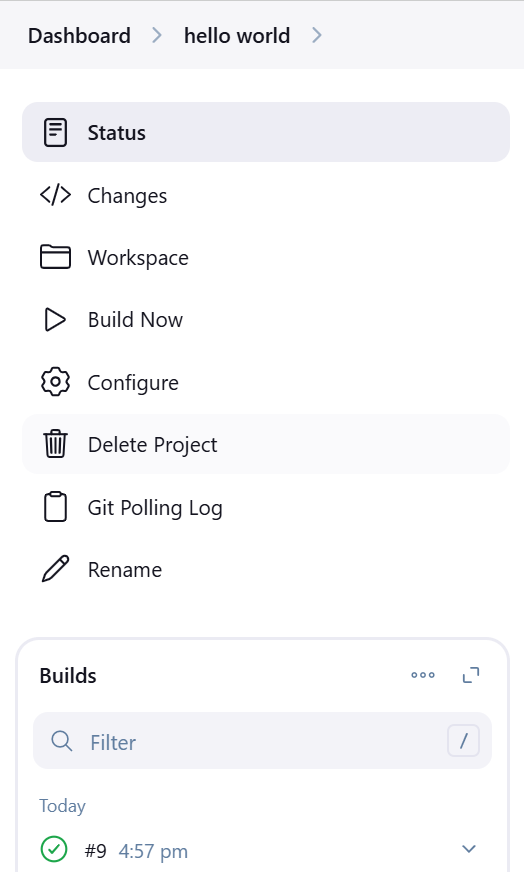 Dashboard hello world
Status
Changes
Workspace
Build Now
Configure
Delete Project
Git Polling Log
Rename
Builds
Filter /
Today
#9 4:57 pm